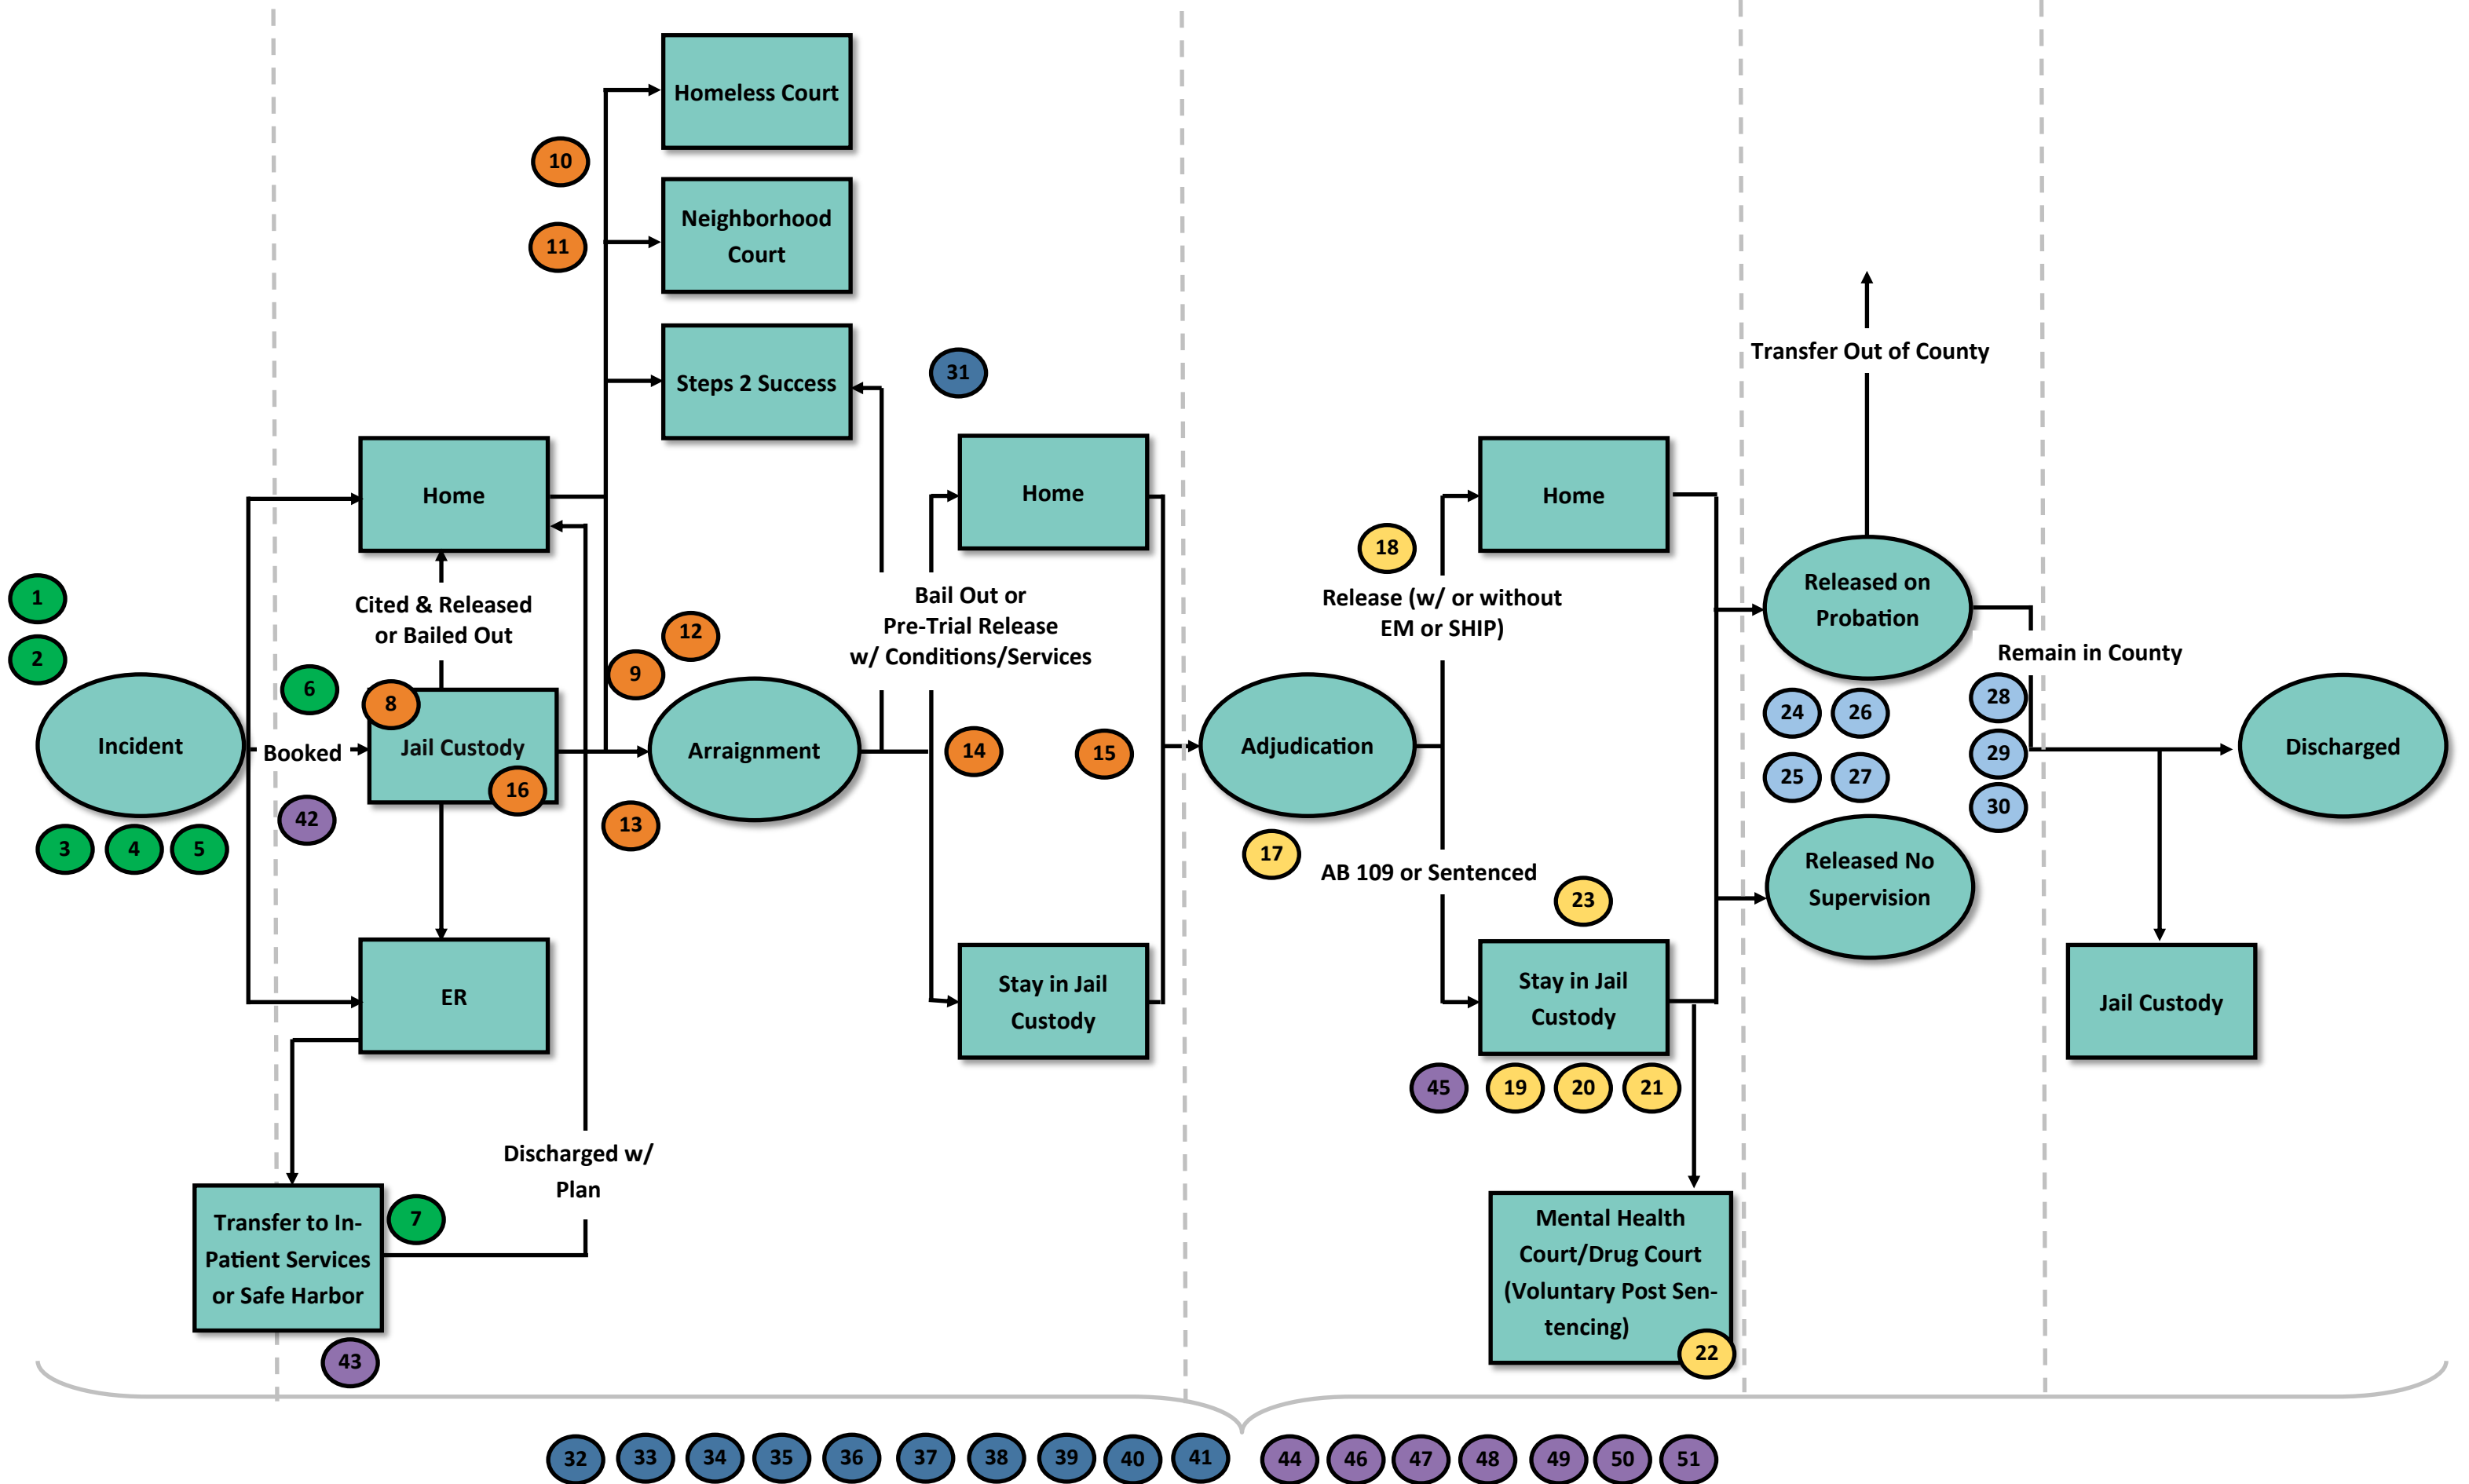 Homeless Court
10
Neighborhood
Court
11
Steps 2 Success
31
Transfer Out of County
Home
Home
Home
18
1
Cited & Released
or Bailed Out
Bail Out or
Pre-Trial Release
w/ Conditions/Services
Release (w/ or without
EM or SHIP)
Released on
Probation
2
12
9
Remain in County
6
8
Incident
Booked
Jail Custody
16
Arraignment
14
15
Adjudication
24
26
25
27
28
29
30
Discharged
3
4
5
42
13
17
AB 109 or Sentenced
23
Released No
Supervision
ER
Stay in Jail
Custody
Stay in Jail
Custody
Jail Custody
45
19
20
21
Discharged w/
Plan
Transfer to In-
Patient Services
or Safe Harbor
7
43
Mental Health
Court/Drug Court
(Voluntary Post Sen-
tencing)
22
32
33
34
35
36
37
38
39
40
41
44
46
47
48
49
50
51